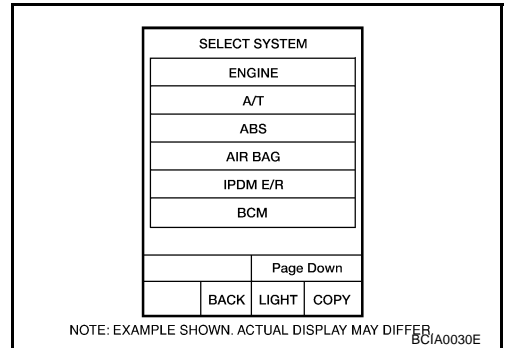 SELECT SYSTEM
ENGINE
A/T
ABS
AIR BAG
IPDM E/R
BCM
Page Down
BACK LIGHT COPY
NOTE: EXAMPLE SHOWN. ACTUAL DISPLAY MAY DIFFER.
BCIA0030E